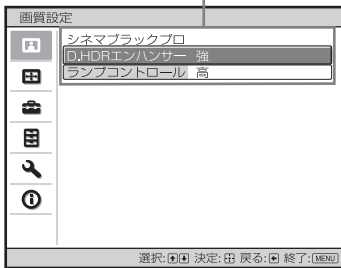 画質設定
シネマブラックプロ
D.HDRエンハンサー 強
ランプコントロール 高
選択: 決定: 戻る: 終了: MENU